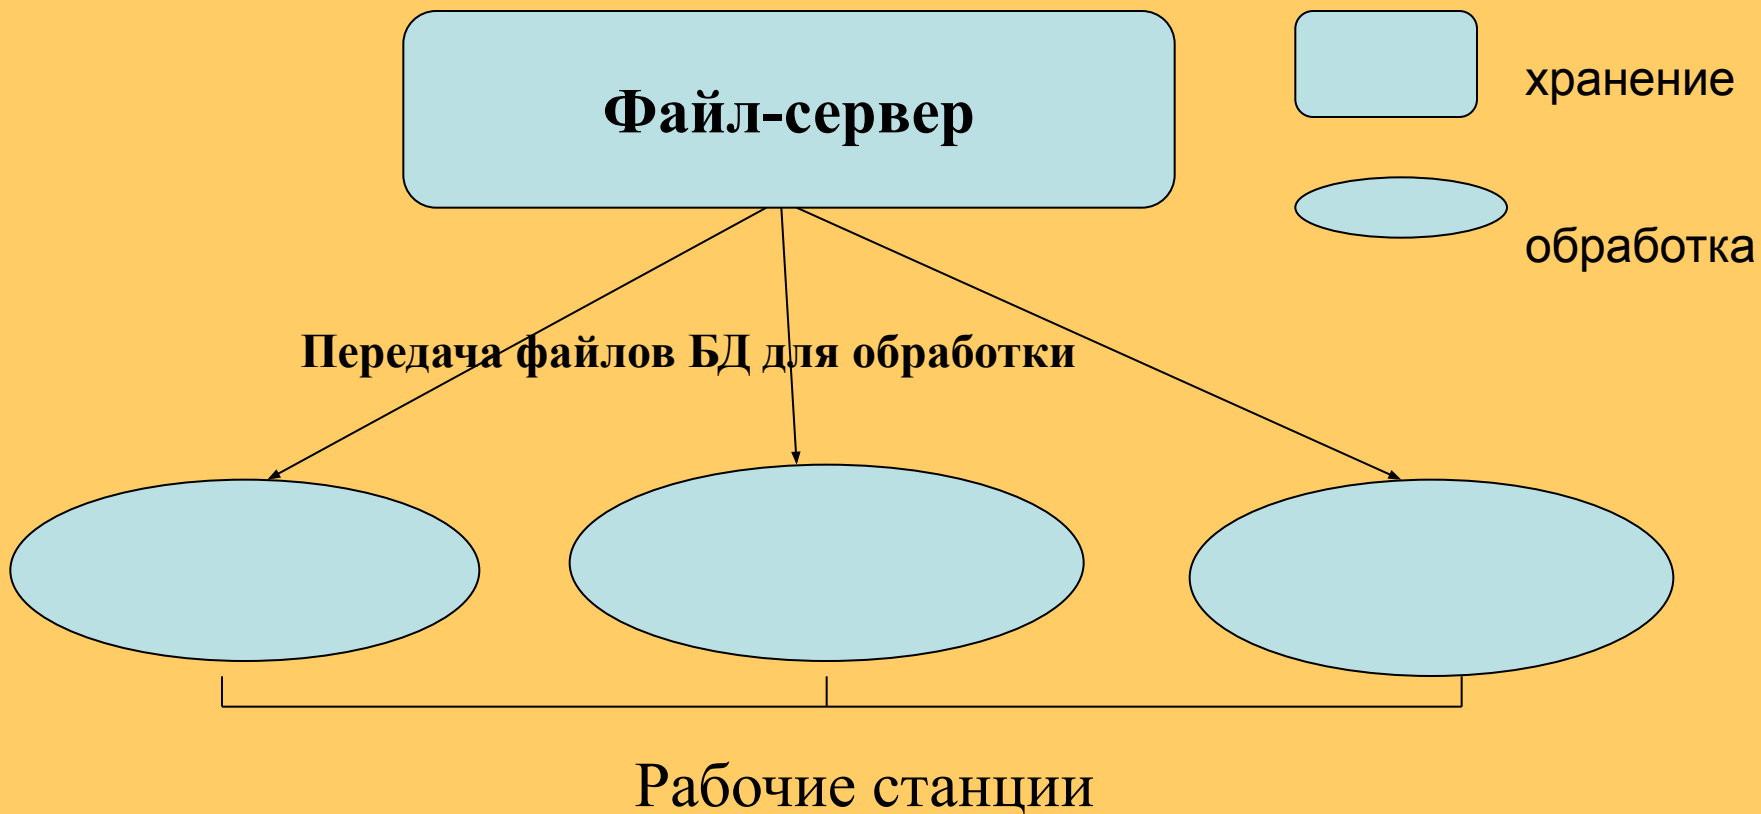 Файл-сервер
хранение
обработка
Передача файлов БД для обработки
Рабочие станции